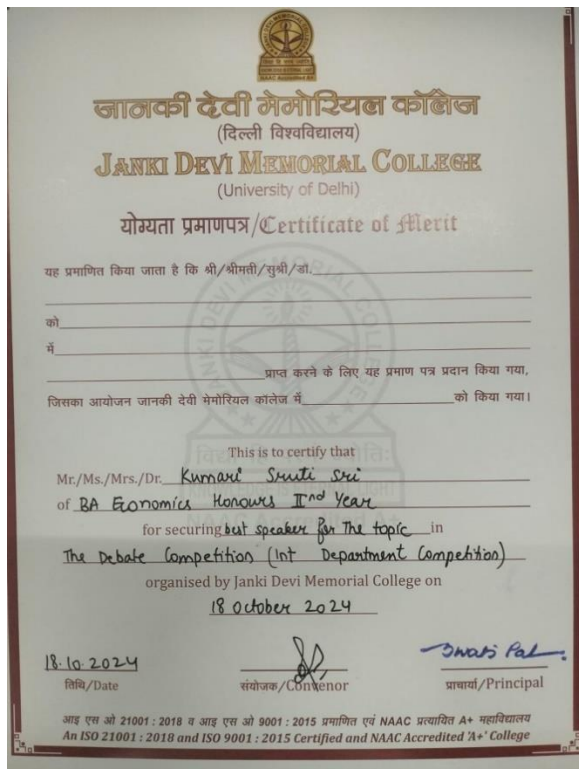 जानकी देवी मेमोरियल कॉलेज
(दिल्ली विश्वविद्यालय)
JANKI DEVI MEMORIAL COLLEGE
(University of Delhi)
योग्यता प्रमाणपत्र/Certificate of Merit
यह प्रमाणित किया जाता है कि श्री/श्रीमती/सुश्री/डॉ.
को
में
प्राप्त करने के लिए यह प्रमाण पत्र प्रदान किया गया,
जिसका आयोजन जानकी देवी मेमोरियल कॉलेज में को किया गया।
This is to certify that
Mr./Ms./Mrs./Dr. Kumari Sruti Sri
of BA Economics Honours IInd Year
for securing best speaker for The topic in
The Debate Competition (Int Department Competition)
organised by Janki Devi Memorial College on
18 October 2024
18.10.2024 Swati Pal
तिथि/Date संयोजक/Convenor प्राचार्या/Principal
आइ एस ओ 21001 : 2018 व आइ एस ओ 9001 : 2015 प्रमाणित एवं NAAC प्रत्यायित A+ महाविद्यालय
An ISO 21001 : 2018 and ISO 9001 : 2015 Certified and NAAC Accredited 'A+' College